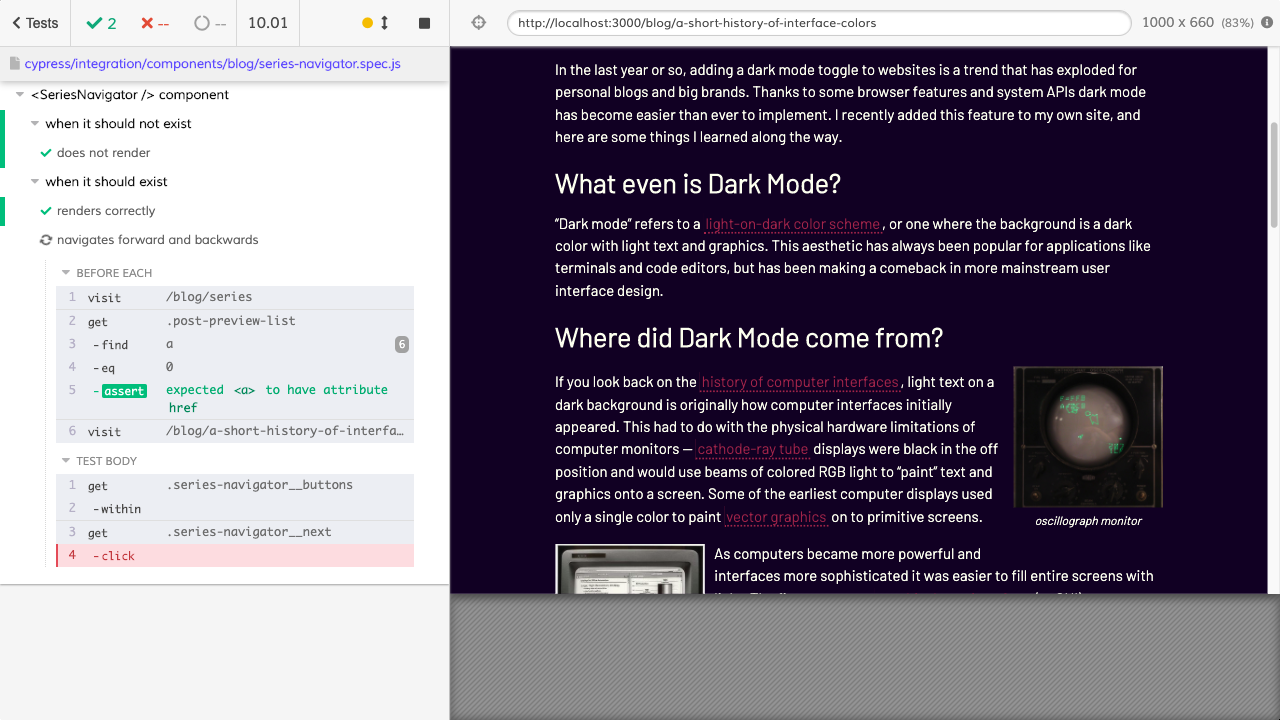 Tests
2
--
--
10.01
http://localhost:3000/blog/a-short-history-of-interface-colors
1000 x 660 (83%)
cypress/integration/components/blog/series-navigator.spec.js
<SeriesNavigator /> component
when it should not exist
does not render
when it should exist
renders correctly
navigates forward and backwards
BEFORE EACH
1 visit /blog/series
2 get .post-preview-list
3 -find a 6
4 -eq 0
5 -assert expected <a> to have attribute
href
6 visit /blog/a-short-history-of-interfa…
TEST BODY
1 get .series-navigator__buttons
2 -within
3 get .series-navigator__next
4 -click
In the last year or so, adding a dark mode toggle to websites is a trend that has exploded for
personal blogs and big brands. Thanks to some browser features and system APIs dark mode
has become easier than ever to implement. I recently added this feature to my own site, and
here are some things I learned along the way.
What even is Dark Mode?
“Dark mode” refers to a light-on-dark color scheme, or one where the background is a dark
color with light text and graphics. This aesthetic has always been popular for applications like
terminals and code editors, but has been making a comeback in more mainstream user
interface design.
Where did Dark Mode come from?
If you look back on the history of computer interfaces, light text on a
dark background is originally how computer interfaces initially
appeared. This had to do with the physical hardware limitations of
computer monitors — cathode-ray tube displays were black in the off
position and would use beams of colored RGB light to “paint” text and
graphics onto a screen. Some of the earliest computer displays used
only a single color to paint vector graphics on to primitive screens.
oscillograph monitor
As computers became more powerful and
interfaces more sophisticated it was easier to fill entire screens with